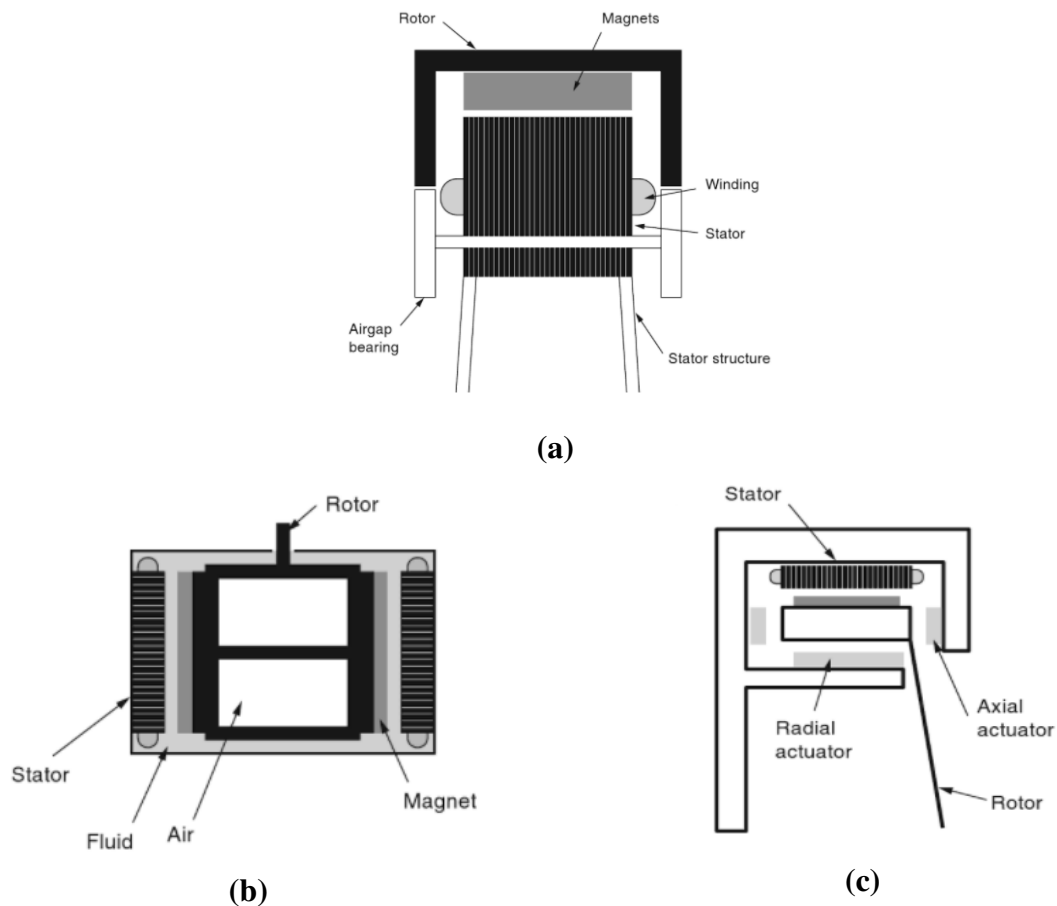 Rotor
Magnets
Winding
Stator
Airgap
bearing
Stator structure
(a)
Rotor
Stator
Fluid
Air
Magnet
(b)
Stator
Radial
actuator
Axial
actuator
Rotor
(c)